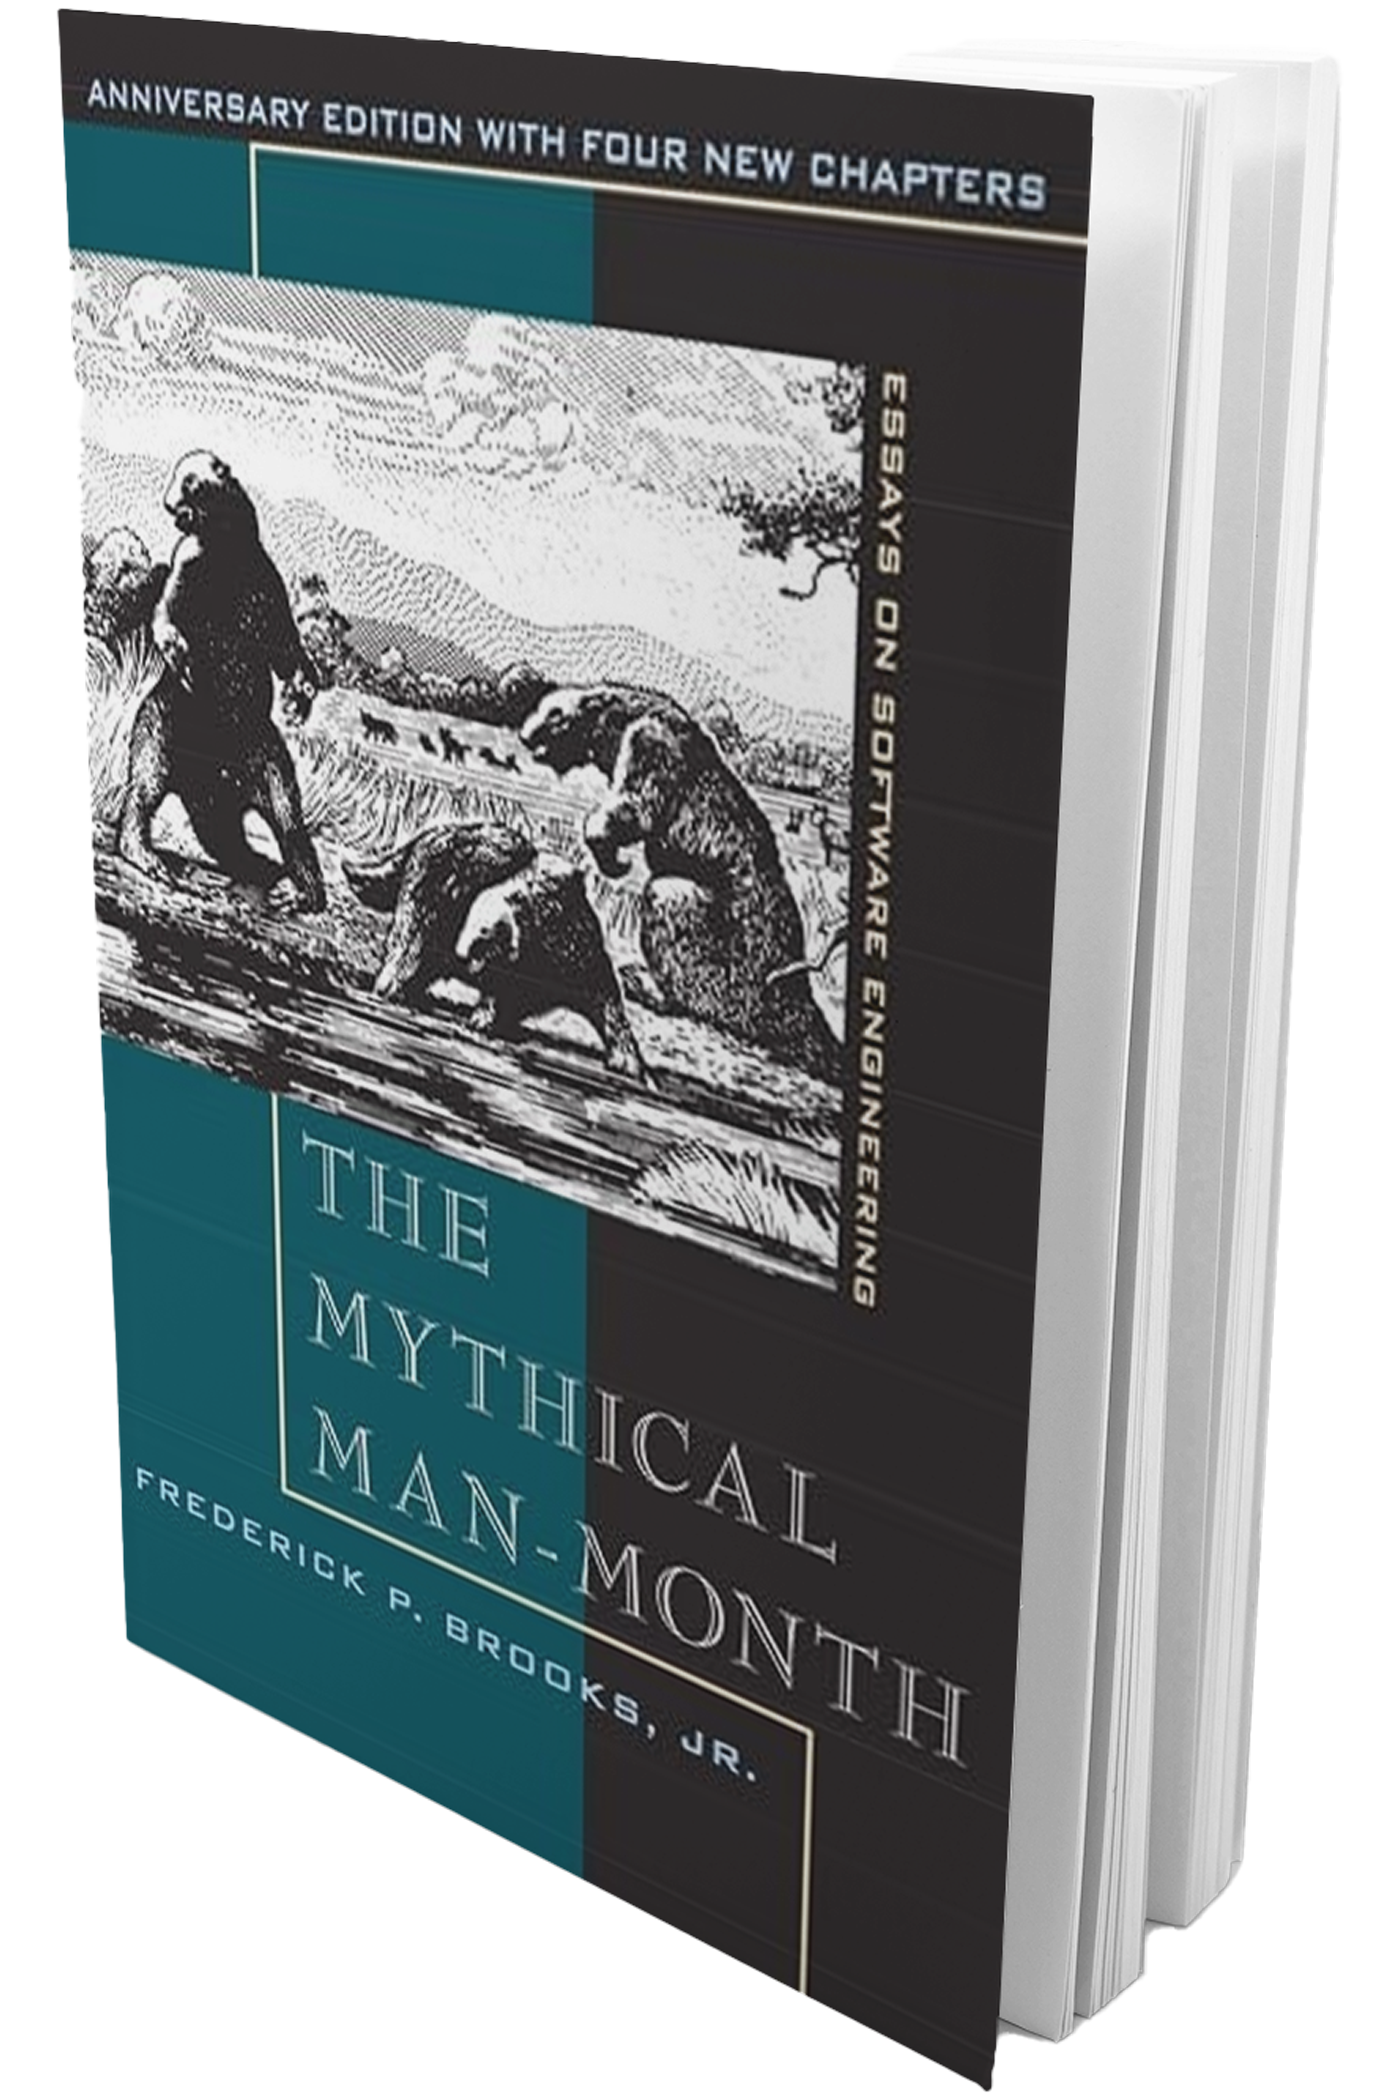 ANNIVERSARY EDITION WITH FOUR NEW CHAPTERS
ESSAYS ON SOFTWARE ENGINEERING
THE
MYTHICAL
MAN-MONTH
FREDERICK P. BROOKS, JR.